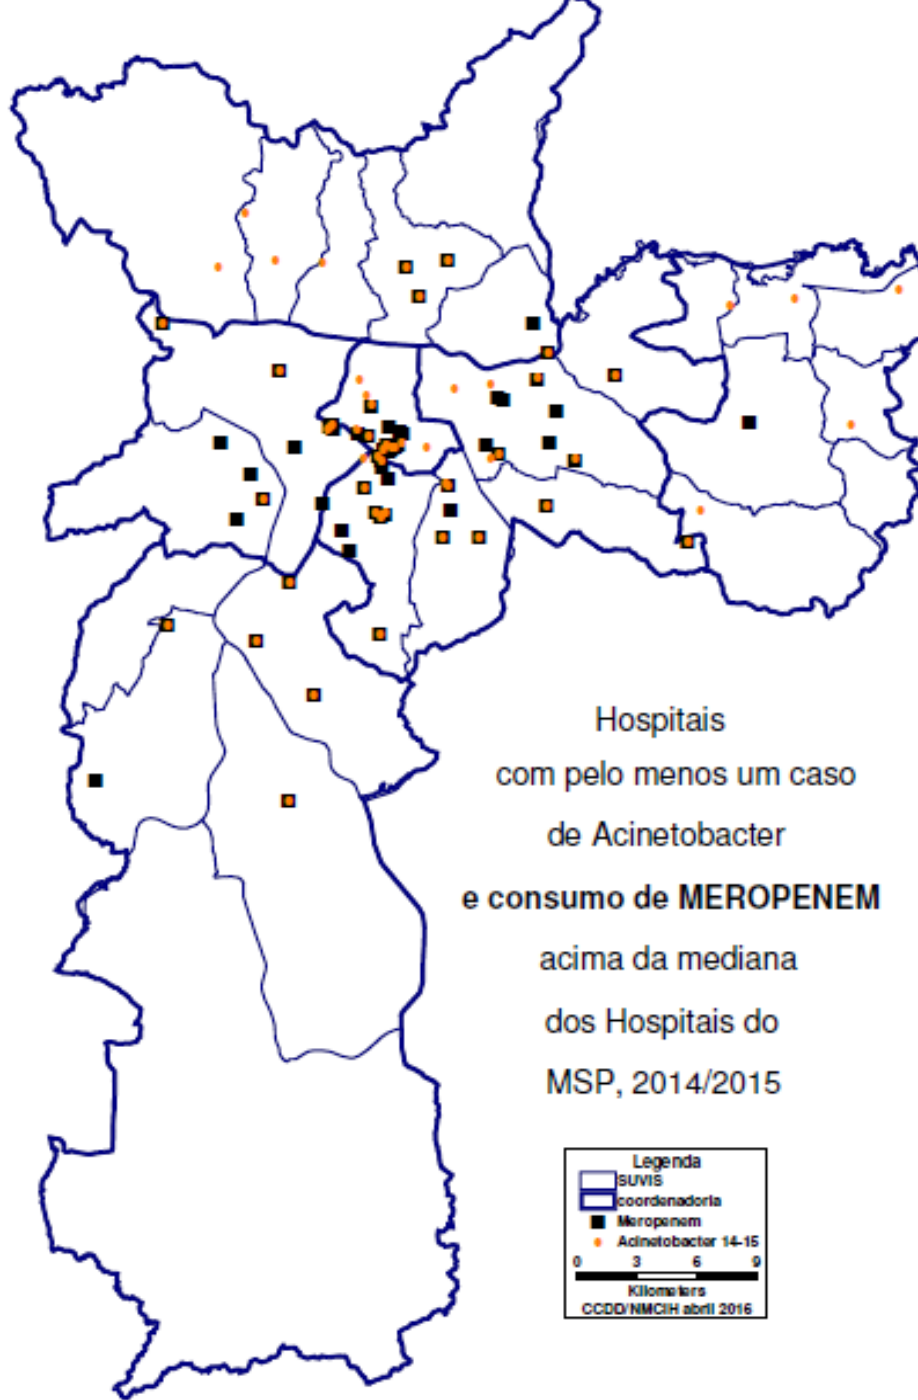 Hospitais
com pelo menos um caso
de Acinetobacter
e consumo de MEROPENEM
acima da mediana
dos Hospitais do
MSP, 2014/2015
Legenda
SUVIS
coordenadoria
Meropenem
Acinetobacter 14-15
0 3 6 9
Kilometers
CCDD/NMCIH abril 2016